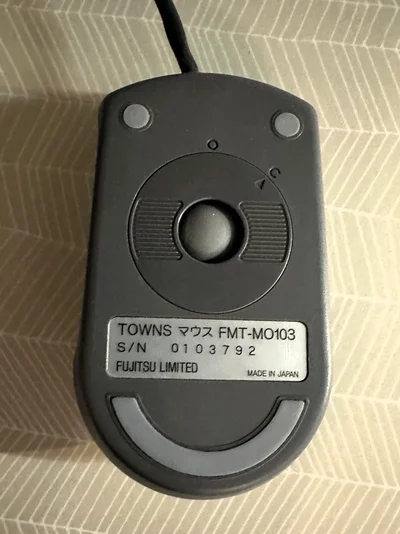 O
C
TOWNS マウス FMT-MO103
S/N 0103792
FUJITSU LIMITED
MADE IN JAPAN